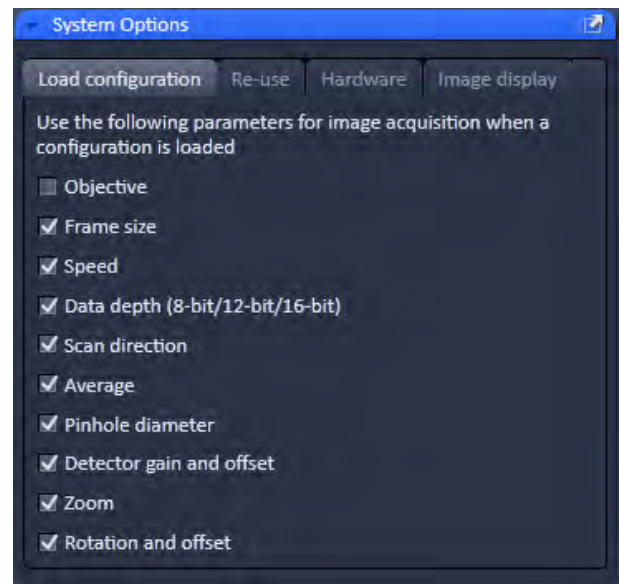 System Options
Load configuration Re-use Hardware Image display
Use the following parameters for image acquisition when a
configuration is loaded
Objective
Frame size
Speed
Data depth (8-bit/12-bit/16-bit)
Scan direction
Average
Pinhole diameter
Detector gain and offset
Zoom
Rotation and offset